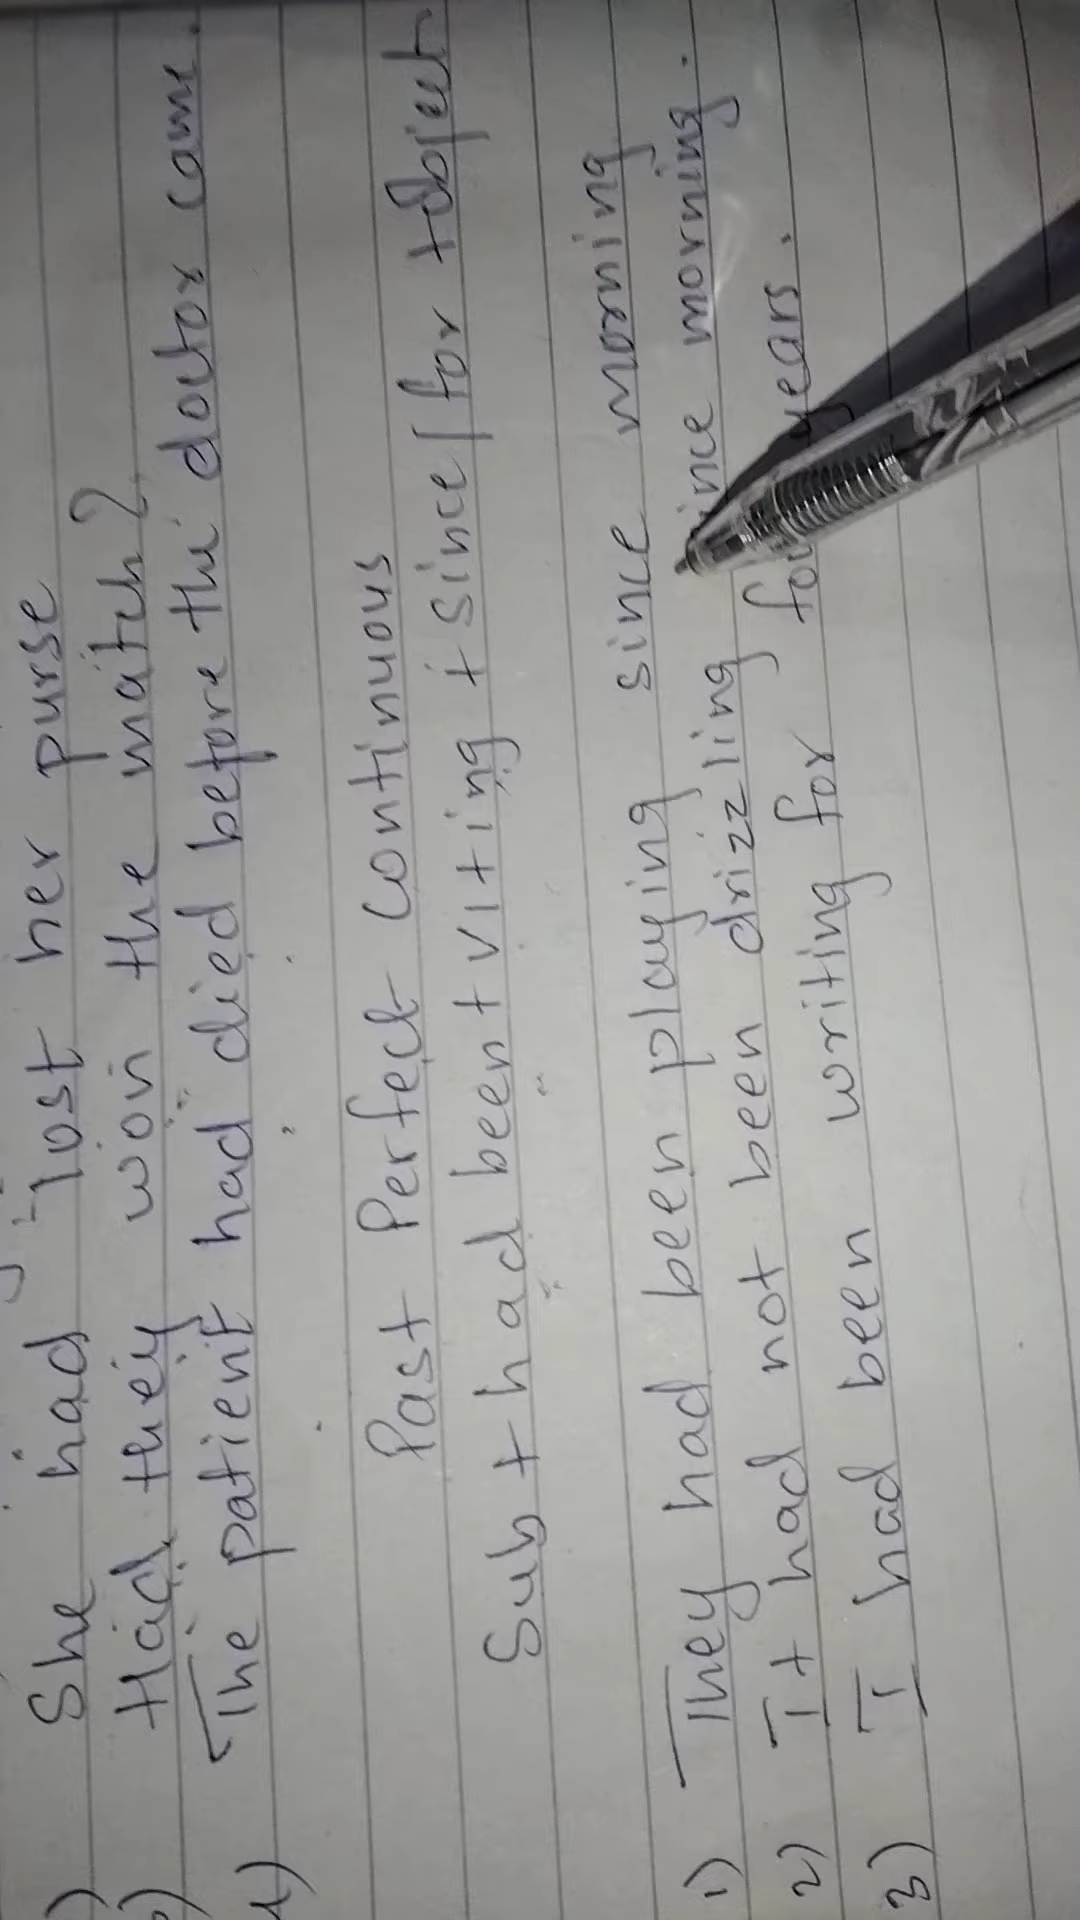 She had lost her purse
Had they won the match?
4) The patient had died before the doctor came.
Past Perfect Continuous
Sub + had been + V1 + ing + since/for + object
1) They had been playing since morning
2) It had not been drizzling since morning.
3) I had been writing for years.